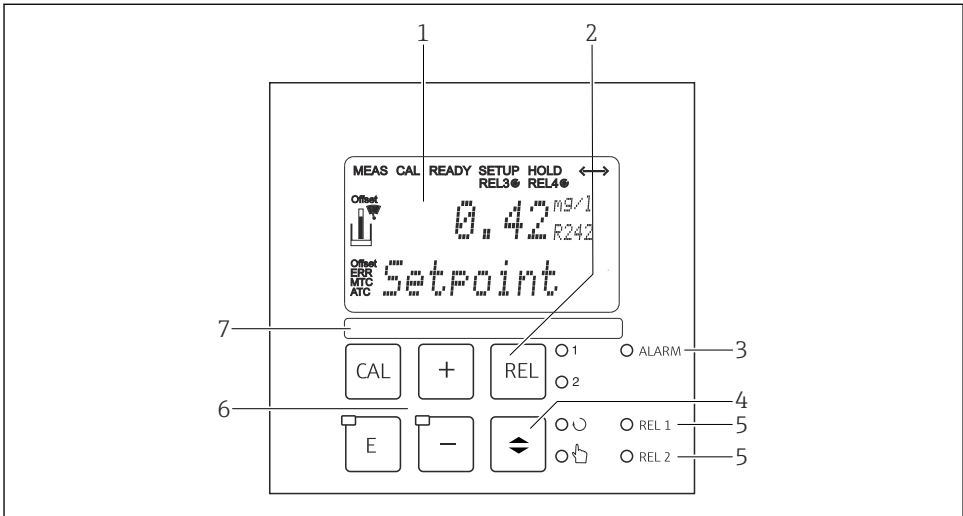 1 2
MEAS CAL READY SETUP HOLD
REL3 REL4
Offset
0.42 mg/l
R242
Offset
ERR
MTC
ATC
Setpoint
7
CAL + REL 1 ALARM 3
2
4
6
E − REL 1 5
REL 2 5